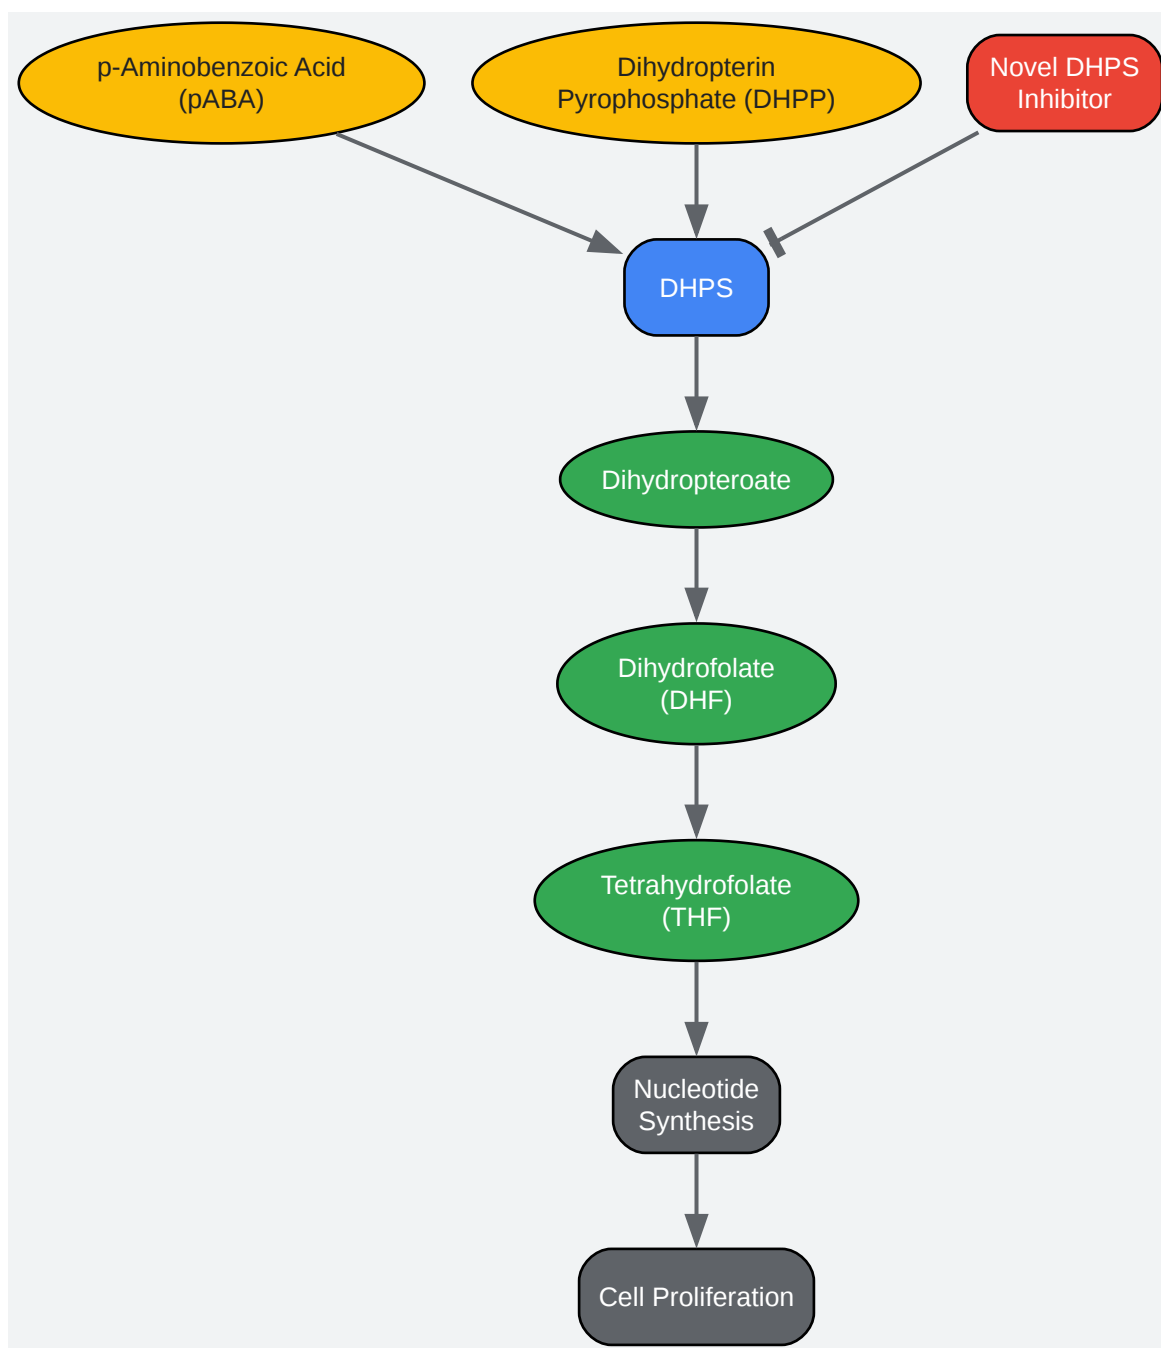 p-Aminobenzoic Acid
(pABA)
Dihydropterin
Pyrophosphate (DHPP)
Novel DHPS
Inhibitor
DHPS
Dihydropteroate
Dihydrofolate
(DHF)
Tetrahydrofolate
(THF)
Nucleotide
Synthesis
Cell Proliferation